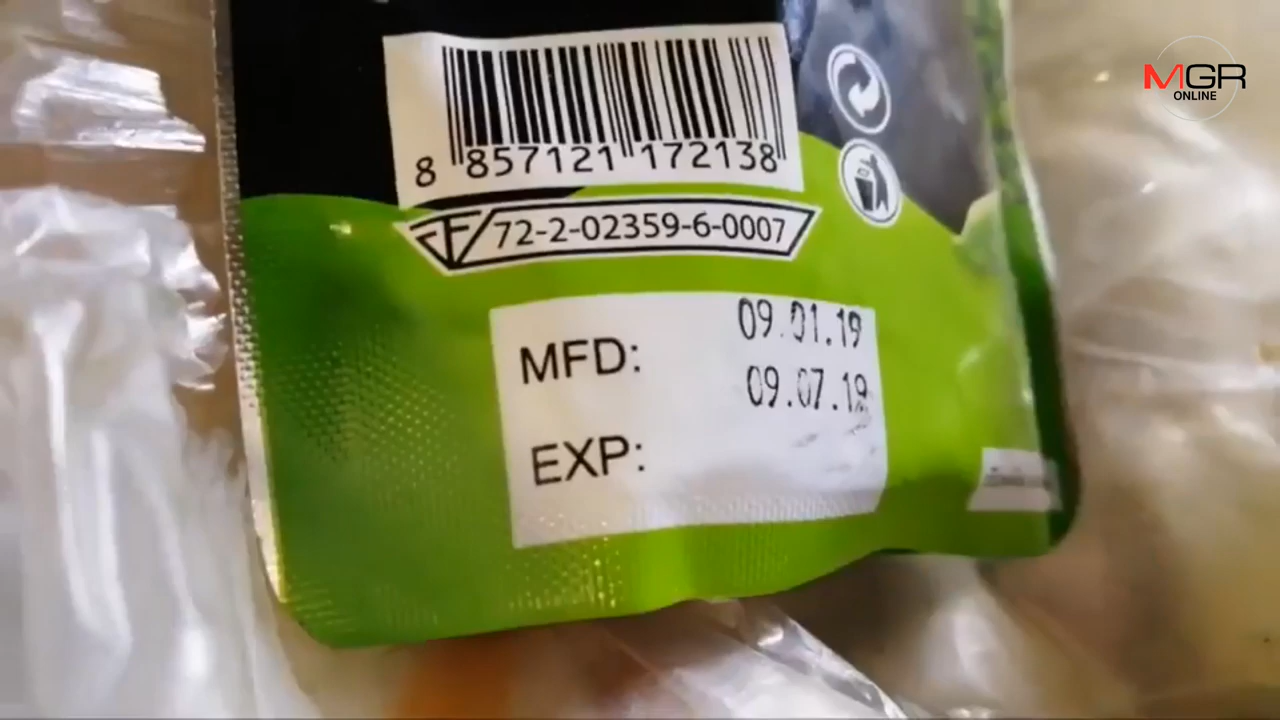 MGR
ONLINE
8 857121 172138
72-2-02359-6-0007
MFD: 09.01.19
09.07.19
EXP: